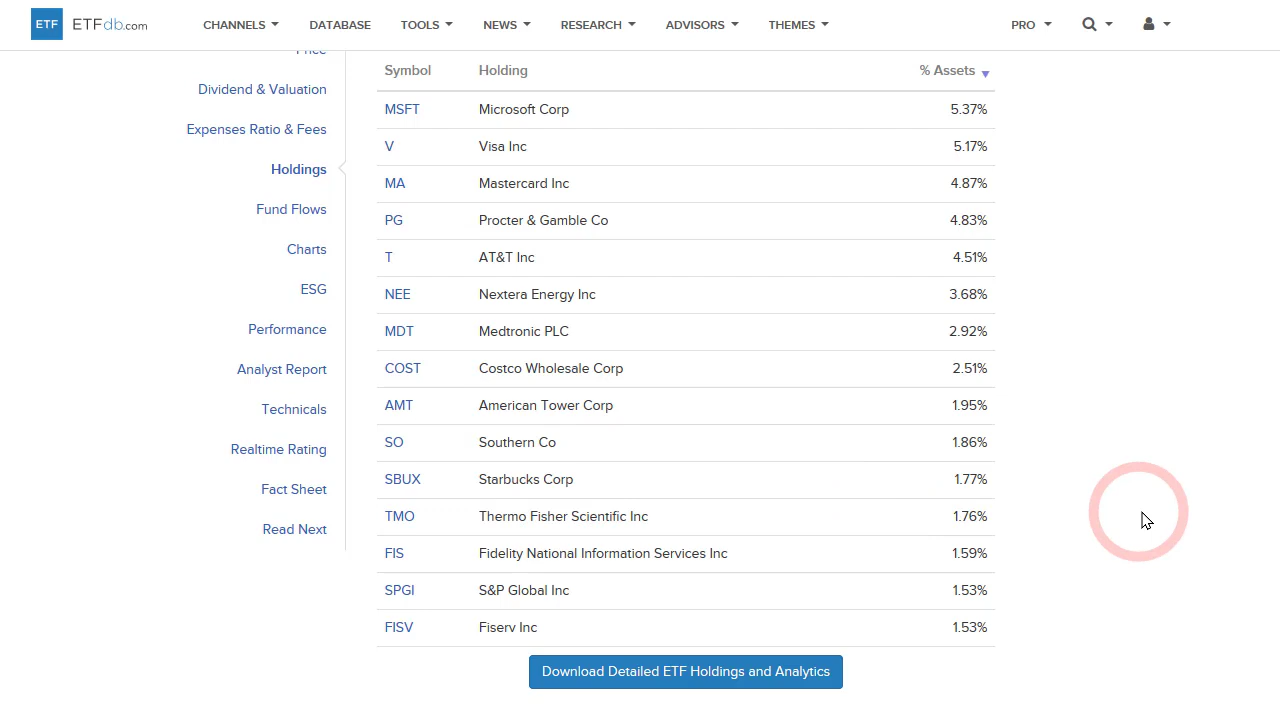 ETF ETFdb.com CHANNELS DATABASE TOOLS NEWS RESEARCH ADVISORS THEMES PRO
Price
Dividend & Valuation
Expenses Ratio & Fees
Holdings
Fund Flows
Charts
ESG
Performance
Analyst Report
Technicals
Realtime Rating
Fact Sheet
Read Next
Symbol Holding % Assets
MSFT Microsoft Corp 5.37%
V Visa Inc 5.17%
MA Mastercard Inc 4.87%
PG Procter & Gamble Co 4.83%
T AT&T Inc 4.51%
NEE Nextera Energy Inc 3.68%
MDT Medtronic PLC 2.92%
COST Costco Wholesale Corp 2.51%
AMT American Tower Corp 1.95%
SO Southern Co 1.86%
SBUX Starbucks Corp 1.77%
TMO Thermo Fisher Scientific Inc 1.76%
FIS Fidelity National Information Services Inc 1.59%
SPGI S&P Global Inc 1.53%
FISV Fiserv Inc 1.53%
Download Detailed ETF Holdings and Analytics